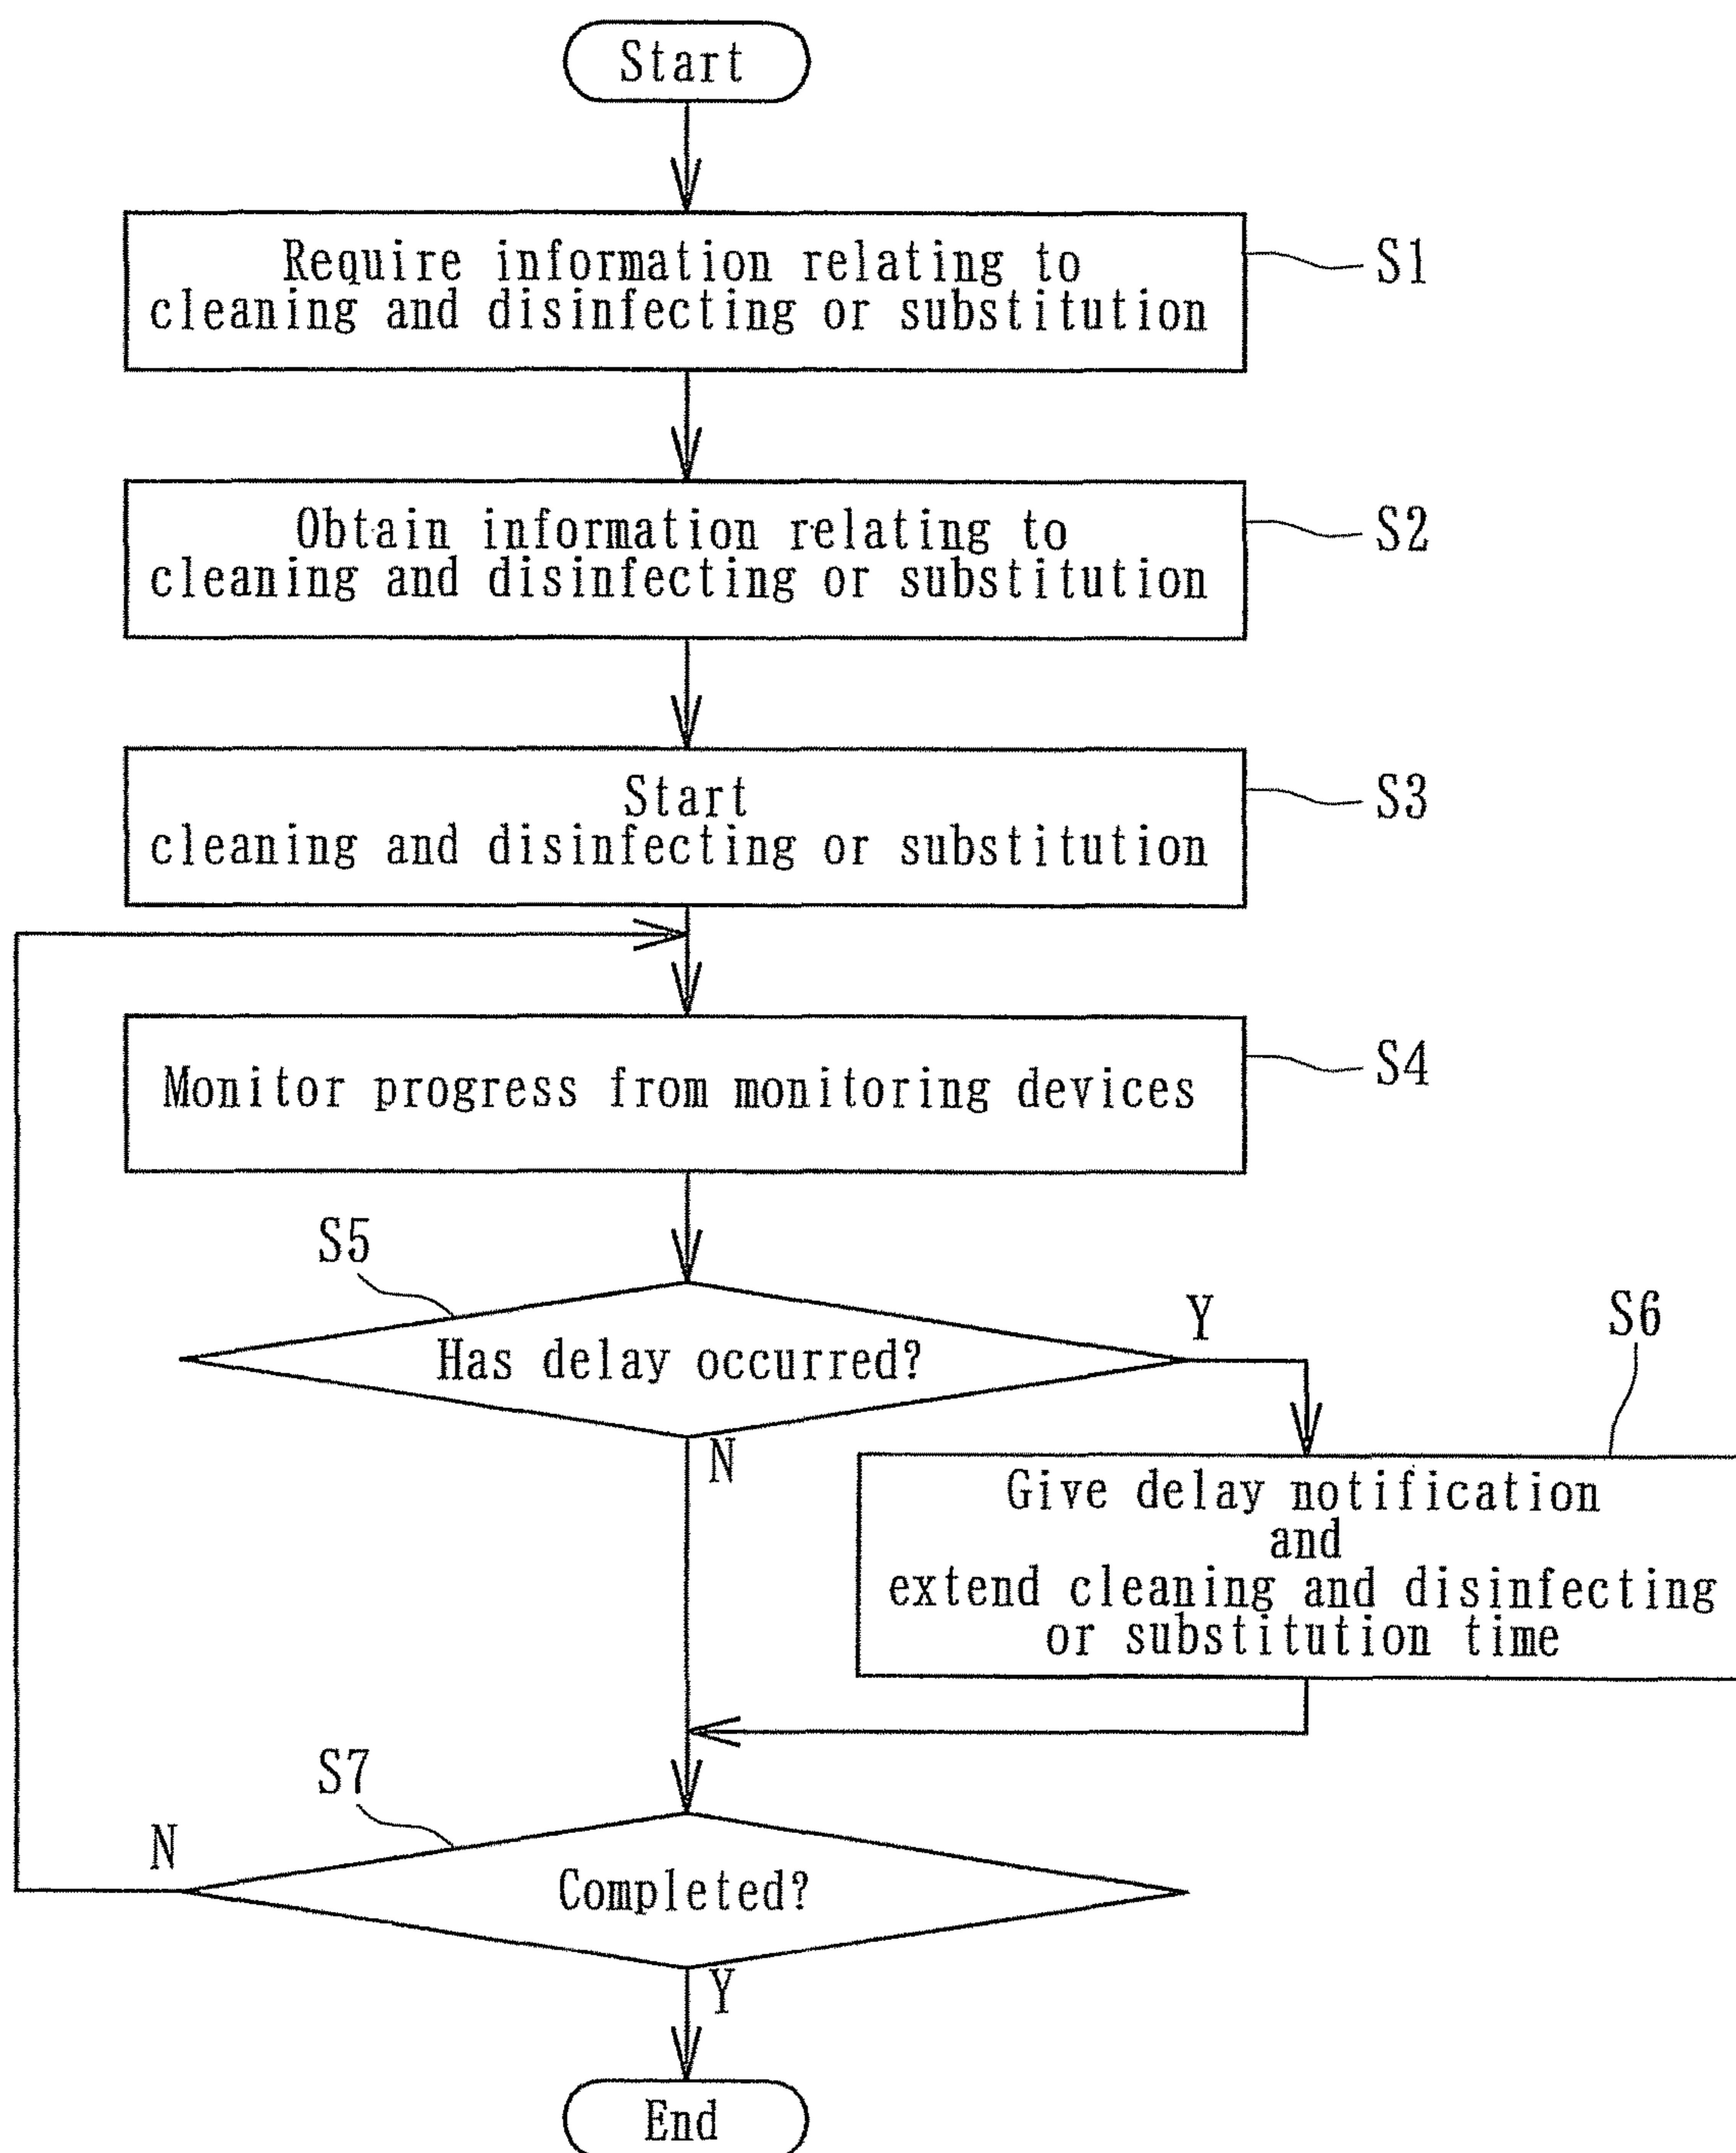 Start
Require information relating to
cleaning and disinfecting or substitution
S1
Obtain information relating to
cleaning and disinfecting or substitution
S2
Start
cleaning and disinfecting or substitution
S3
Monitor progress from monitoring devices
S4
S5
Has delay occurred?
Y
N
S6
Give delay notification
and
extend cleaning and disinfecting
or substitution time
S7
N
Completed?
Y
End